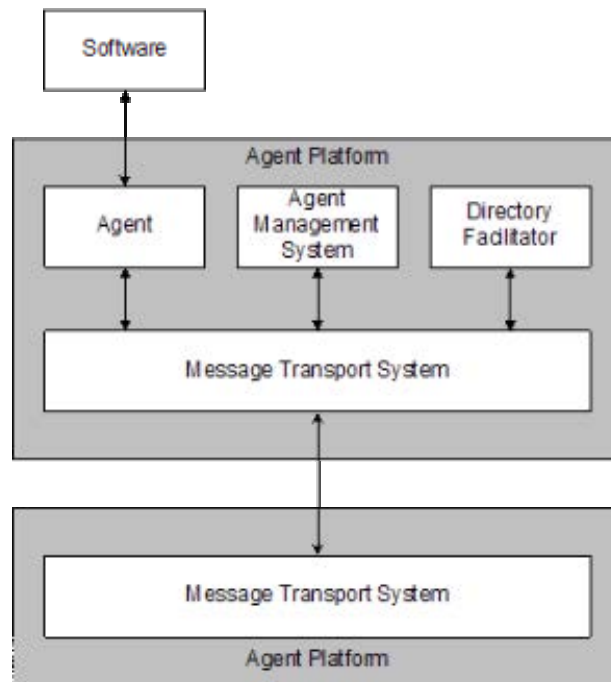 Software
Agent Platform
Agent
Agent
Management
System
Directory
Facilitator
Message Transport System
Message Transport System
Agent Platform